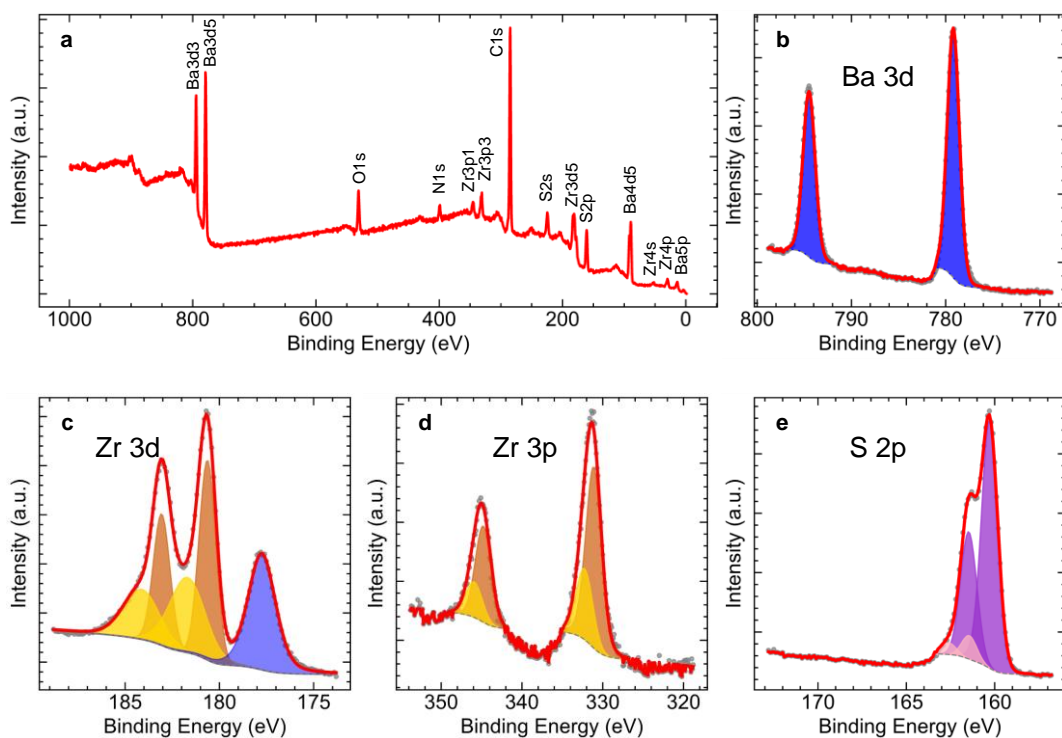 a
Ba3d3
Ba3d5
O1s
N1s
Zr3p1
Zr3p3
C1s
S2s
Zr3d5
S2p
Ba4d5
Zr4s
Zr4p
Ba5p
Intensity (a.u.)
1000 800 600 400 200 0
Binding Energy (eV)
b
Ba 3d
Intensity (a.u.)
800 790 780 770
Binding Energy (eV)
c
Zr 3d
Intensity (a.u.)
185 180 175
Binding Energy (eV)
d
Zr 3p
Intensity (a.u.)
350 340 330 320
Binding Energy (eV)
e
S 2p
Intensity (a.u.)
170 165 160
Binding Energy (eV)